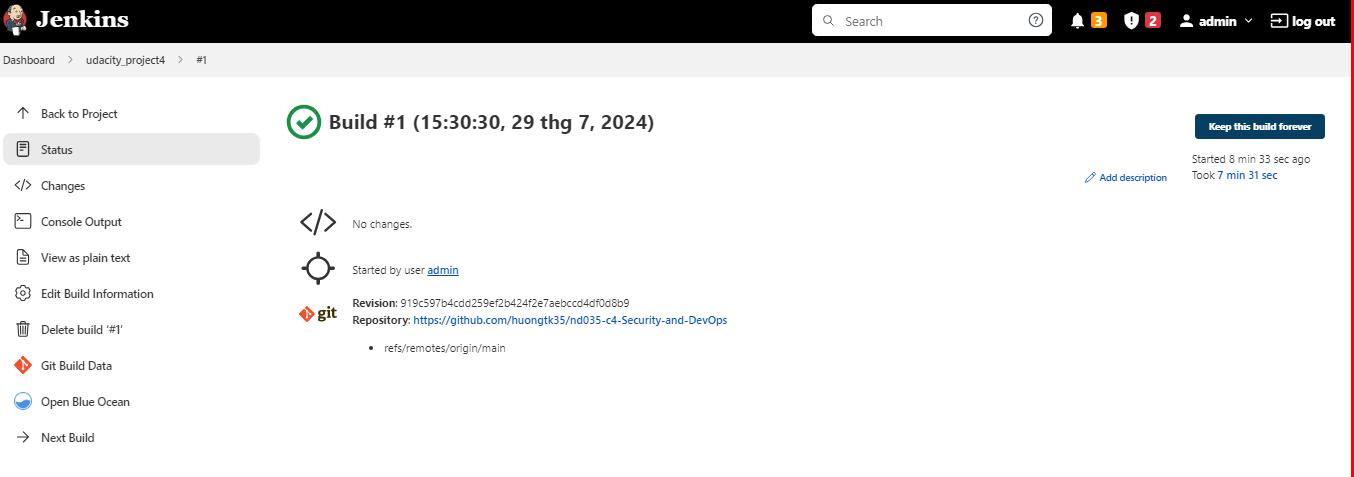 Jenkins
Search
3
2
admin
log out
Dashboard > udacity_project4 > #1
Back to Project
Status
Changes
Console Output
View as plain text
Edit Build Information
Delete build '#1'
Git Build Data
Open Blue Ocean
Next Build
Build #1 (15:30:30, 29 thg 7, 2024)
Keep this build forever
Started 8 min 33 sec ago
Took 7 min 31 sec
Add description
No changes.
Started by user admin
git
Revision: 919c597b4cdd259ef2b424f2e7aebccd4df0d8b9
Repository: https://github.com/huongtk35/nd035-c4-Security-and-DevOps
• refs/remotes/origin/main